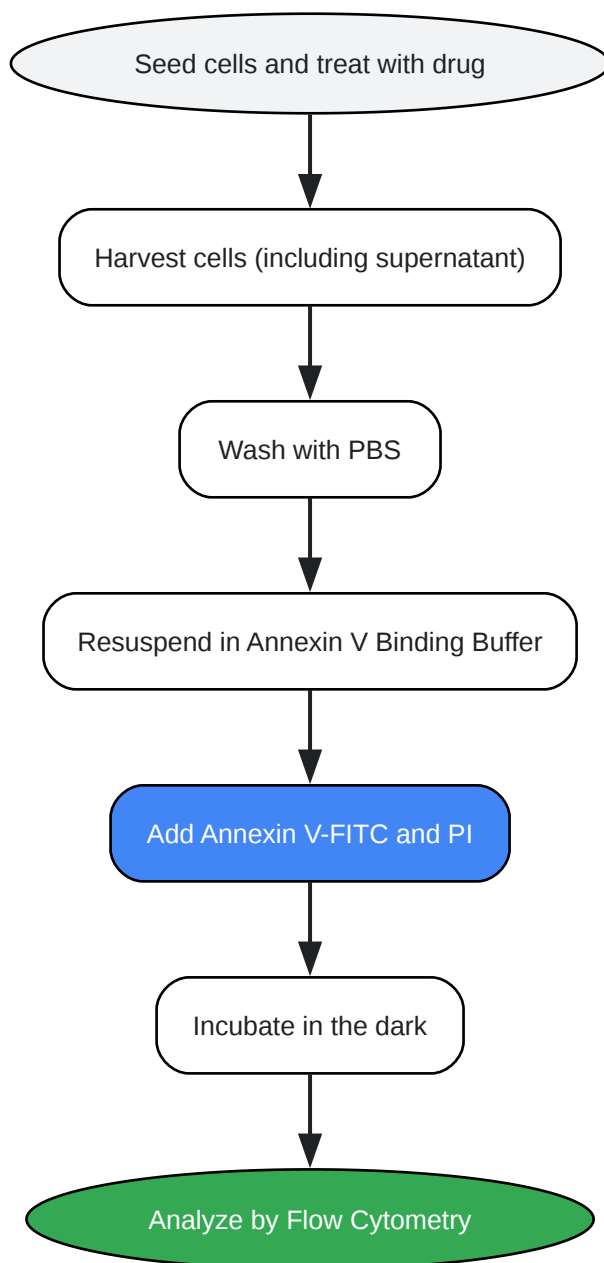 Seed cells and treat with drug
Harvest cells (including supernatant)
Wash with PBS
Resuspend in Annexin V Binding Buffer
Add Annexin V-FITC and PI
Incubate in the dark
Analyze by Flow Cytometry